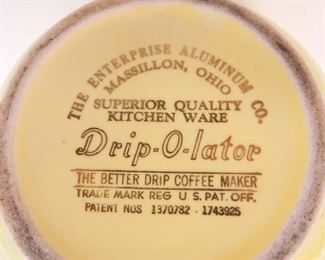 THE ENTERPRISE ALUMINUM CO.
MASSILLON, OHIO
SUPERIOR QUALITY
KITCHEN WARE
Drip-O-lator
THE BETTER DRIP COFFEE MAKER
TRADE MARK REG U.S. PAT. OFF.
PATENT NOS 1370782 - 1743925